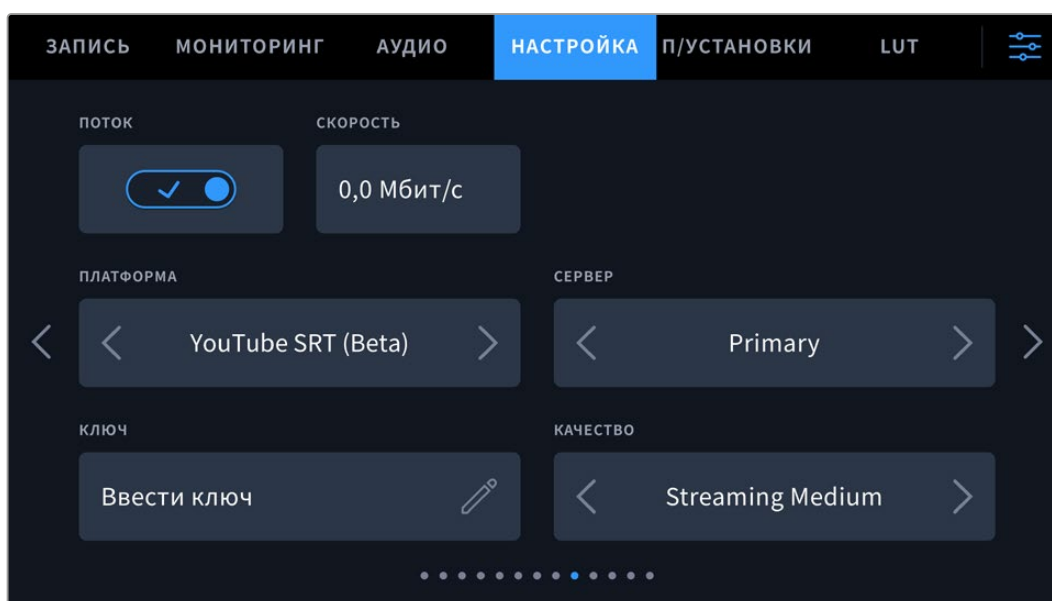 ЗАПИСЬ МОНИТОРИНГ АУДИО НАСТРОЙКА П/УСТАНОВКИ LUT
ПОТОК СКОРОСТЬ
0,0 Мбит/с
ПЛАТФОРМА СЕРВЕР
YouTube SRT (Beta) Primary
КЛЮЧ КАЧЕСТВО
Ввести ключ Streaming Medium